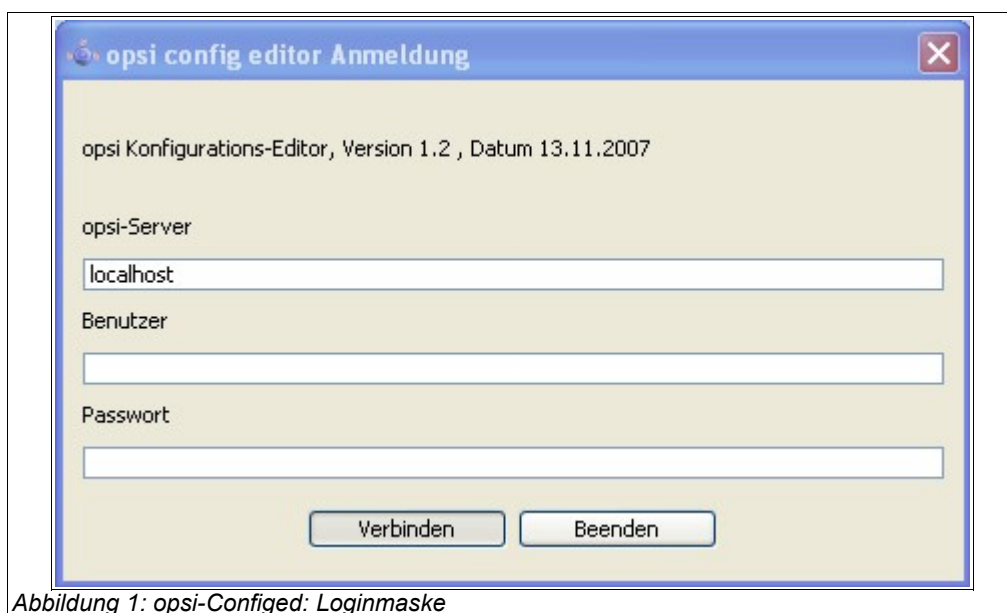 opsi config editor Anmeldung
opsi Konfigurations-Editor, Version 1.2 , Datum 13.11.2007
opsi-Server
localhost
Benutzer
Passwort
Verbinden Beenden
Abbildung 1: opsi-Configed: Loginmaske